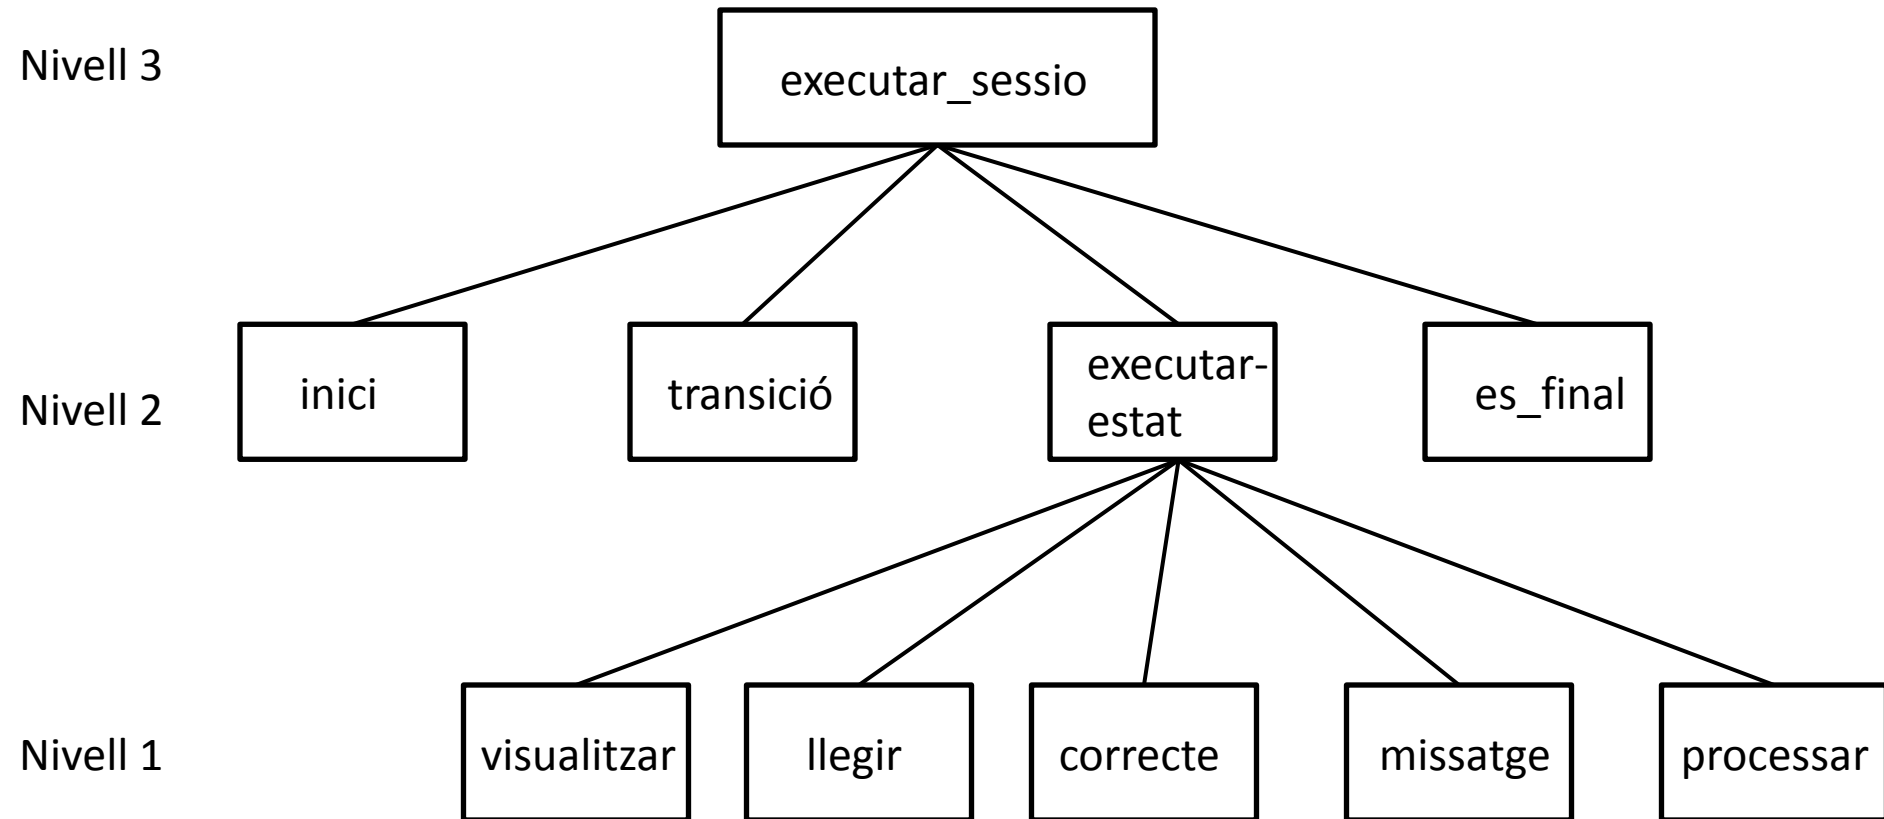 Nivell 3
executar_sessio
Nivell 2
inici
transició
executar-
estat
es_final
Nivell 1
visualitzar
llegir
correcte
missatge
processar